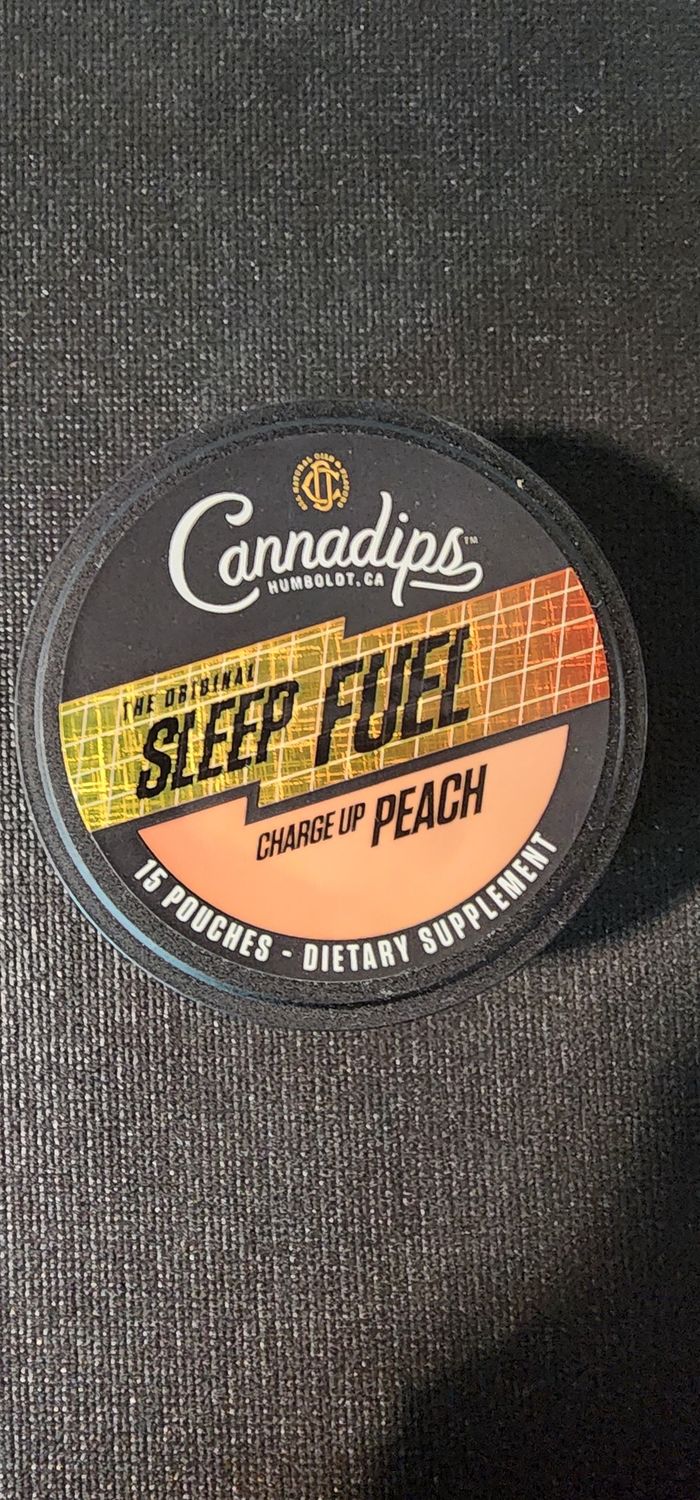 Cannadips™
HUMBOLDT, CA
THE ORIGINAL
SLEEP FUEL
CHARGE UP PEACH
15 POUCHES - DIETARY SUPPLEMENT